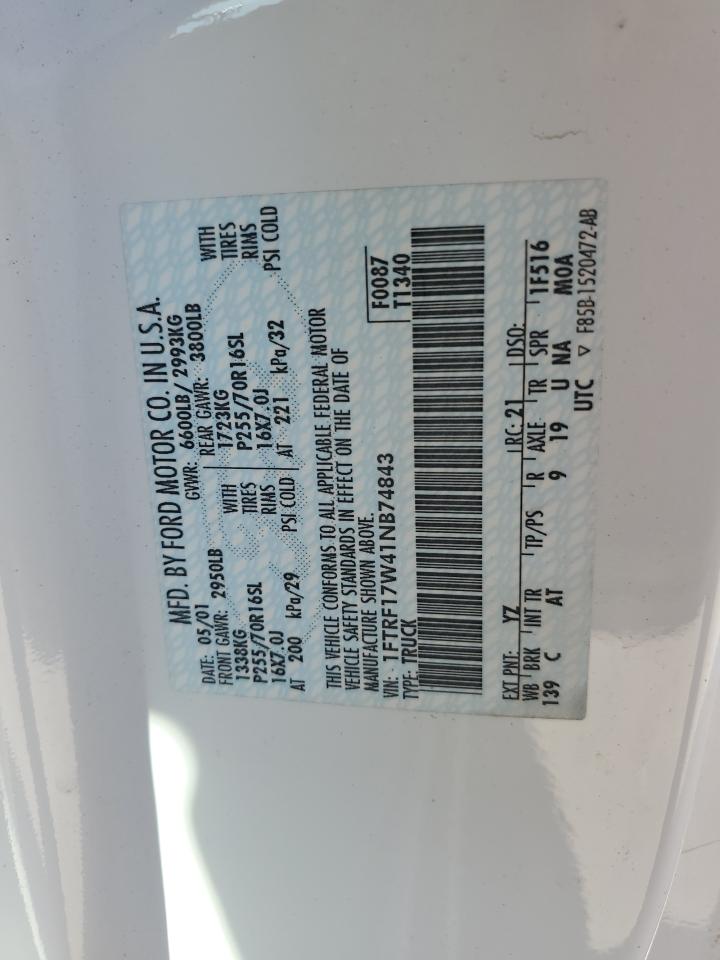 MFD. BY FORD MOTOR CO. IN U.S.A.
DATE: 05/01 GVWR: 6600LB/ 2993KG
FRONT GAWR: 2950LB REAR GAWR: 3800LB
1338KG WITH 1723KG WITH
P255/70R16SL TIRES P255/70R16SL TIRES
16X7.0J RIMS 16X7.0J RIMS
AT 200 kPa/29 PSI COLD AT 221 kPa/32 PSI COLD
THIS VEHICLE CONFORMS TO ALL APPLICABLE FEDERAL MOTOR
VEHICLE SAFETY STANDARDS IN EFFECT ON THE DATE OF
MANUFACTURE SHOWN ABOVE.
VIN: 1FTRF17W41NB74843 F0087
TYPE: TRUCK T1340
EXT PNT: YZ RC: 21 DSO:
WB BRK INT TR TP/PS R AXLE TR SPR 1F516
139 C AT 9 19 U NA M0A
UTC ▽ F85B-1520472-AB